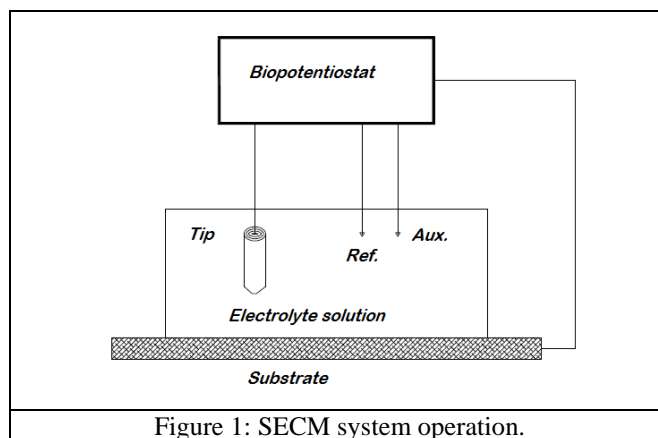 Biopotentiostat
Tip
Ref.
Aux.
Electrolyte solution
Substrate
Figure 1: SECM system operation.